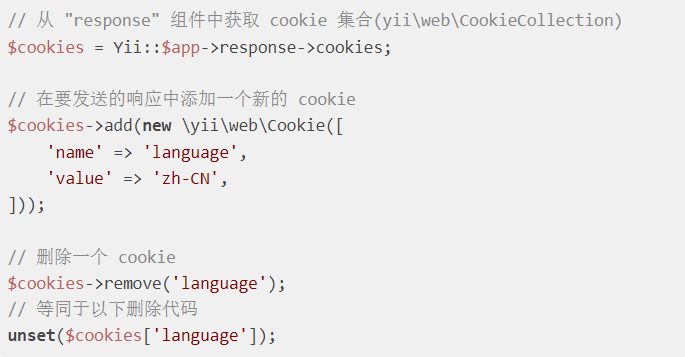 // 从 "response" 组件中获取 cookie 集合(yii\web\CookieCollection)
$cookies = Yii::$app->response->cookies;
// 在要发送的响应中添加一个新的 cookie
$cookies->add(new \yii\web\Cookie([
    'name' => 'language',
    'value' => 'zh-CN',
]));
// 删除一个 cookie
$cookies->remove('language');
// 等同于以下删除代码
unset($cookies['language']);